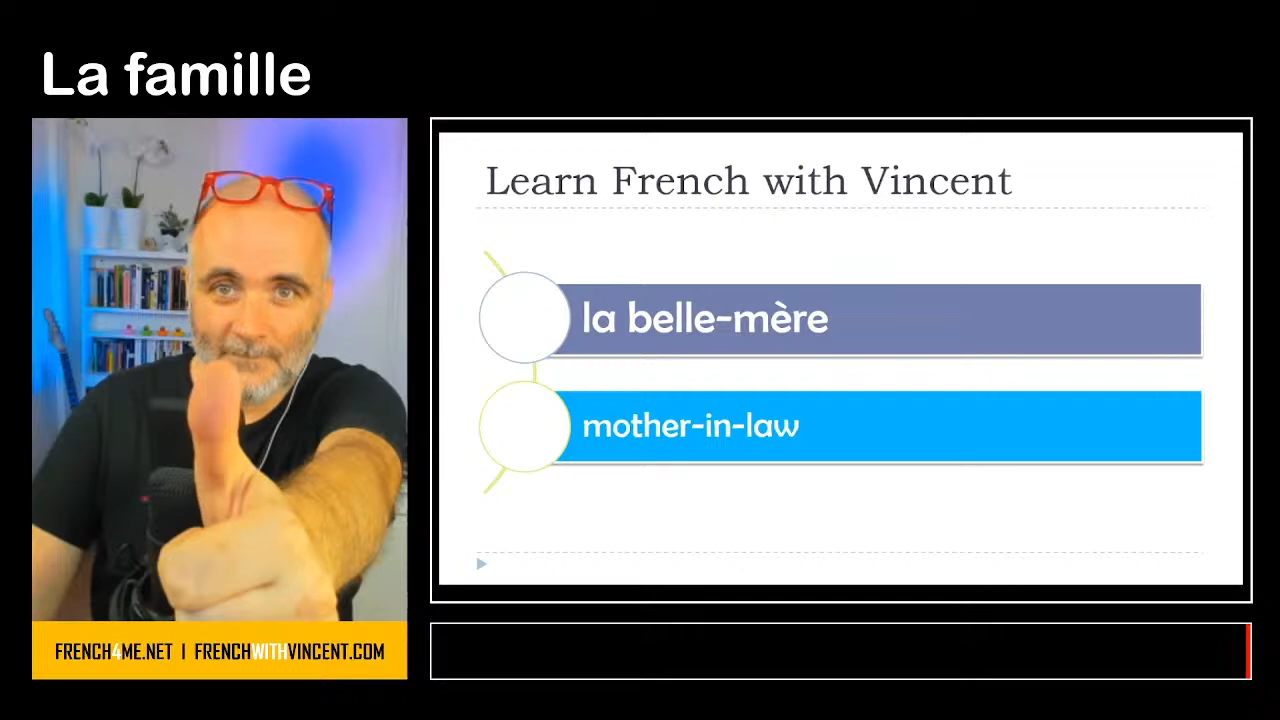 La famille
Learn French with Vincent
la belle-mère
mother-in-law
FRENCH4ME.NET I FRENCHWITHVINCENT.COM